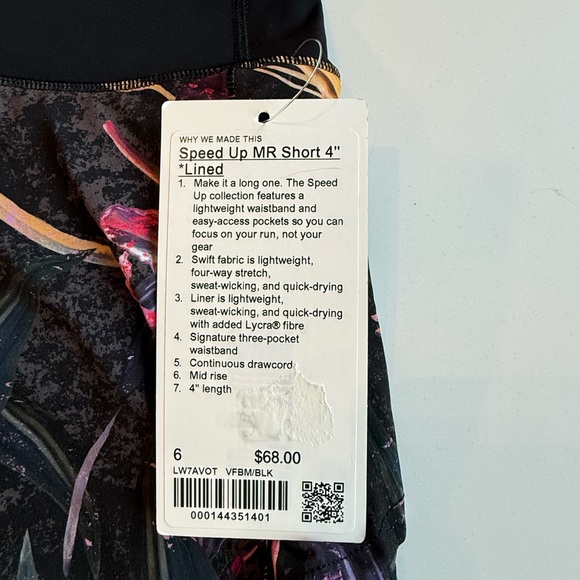 WHY WE MADE THIS
Speed Up MR Short 4"
*Lined
1. Make it a long one. The Speed
Up collection features a
lightweight waistband and
easy-access pockets so you can
focus on your run, not your
gear
2. Swift fabric is lightweight,
four-way stretch,
sweat-wicking, and quick-drying
3. Liner is lightweight,
sweat-wicking, and quick-drying
with added Lycra® fibre
4. Signature three-pocket
waistband
5. Continuous drawcord
6. Mid rise
7. 4" length
6 $68.00
LW7AVOT VFBM/BLK
000144351401